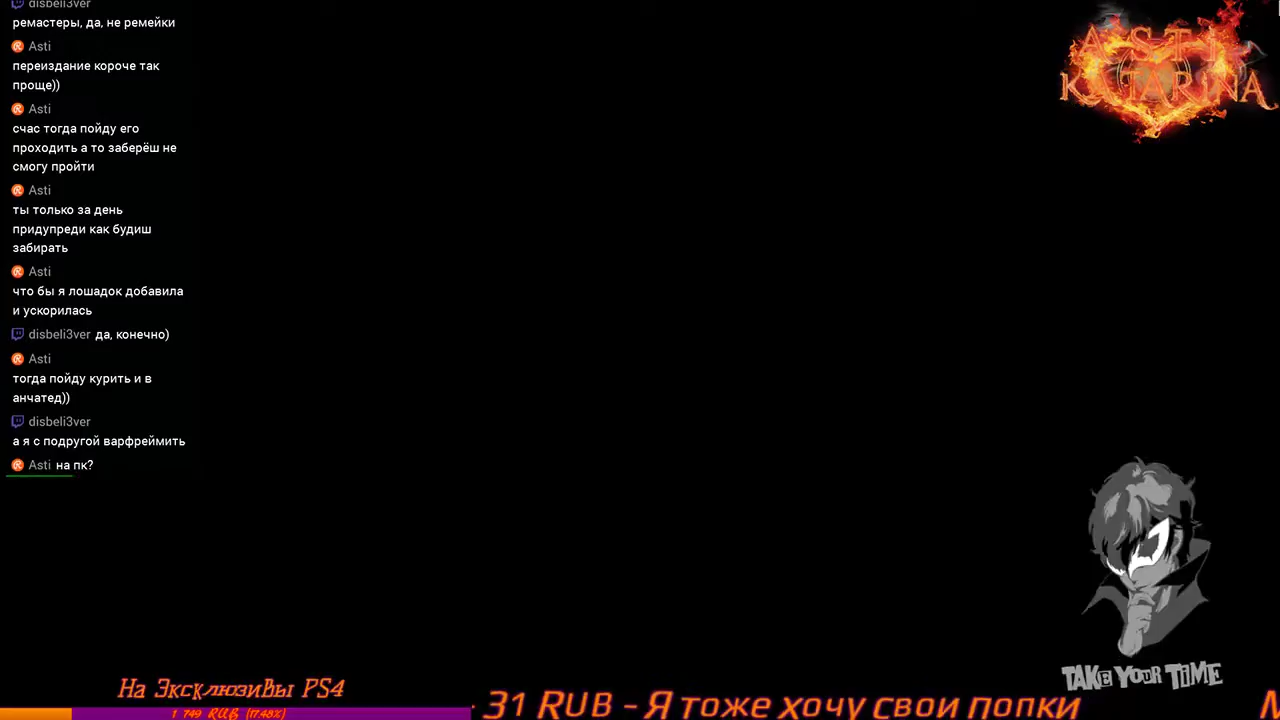 disbeli3ver
ремастеры, да, не ремейки
Asti
переиздание короче так
проще))
Asti
счас тогда пойду его
проходить а то заберёш не
смогу пройти
Asti
ты только за день
придупреди как будиш
забирать
Asti
что бы я лошадок добавила
и ускорилась
disbeli3ver да, конечно)
Asti
тогда пойду курить и в
анчатед))
disbeli3ver
а я с подругой варфреймить
Asti на пк?
ASTI
KATARINA
TAKE YOUR TIME
На Эксклюзивы PS4
1 749 RUB (17.48%)
31 RUB - Я тоже хочу свои попки